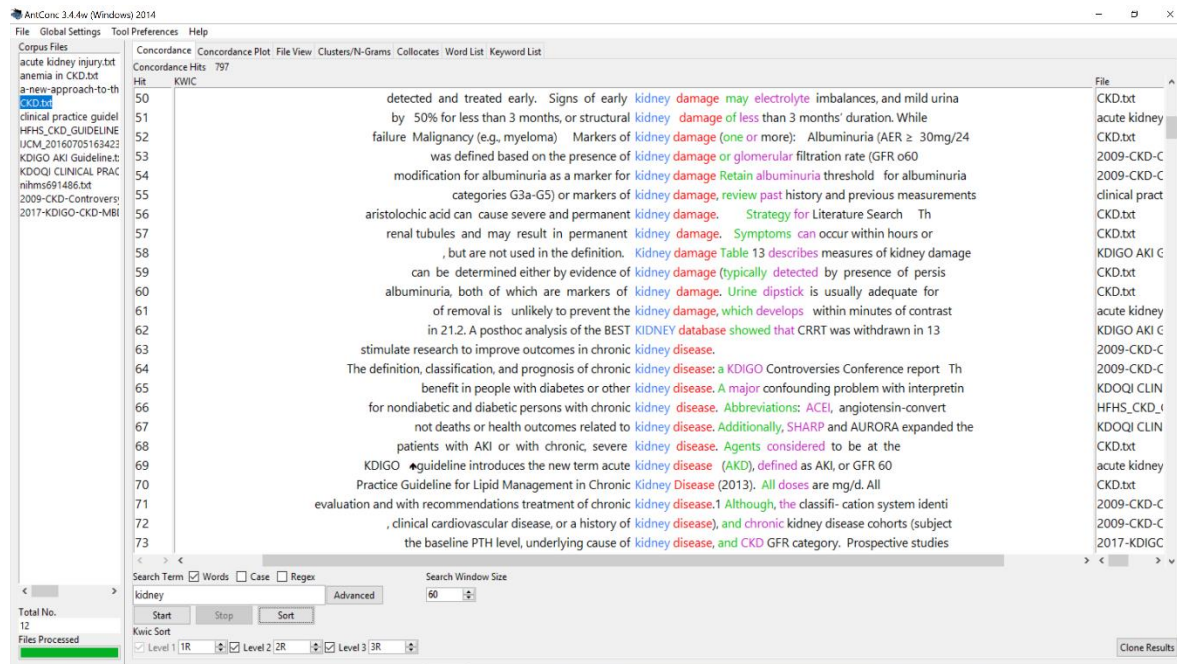 AntConc 3.4.4w (Windows) 2014
File Global Settings Tool Preferences Help
Corpus Files
acute kidney injury.txt
anemia in CKD.txt
a-new-approach-to-th
CKD.txt
clinical practice guidel
HFHS_CKD_GUIDELINE
UCM_20160705163423
KDIGO AKI Guideline.t
KDOQI CLINICAL PRAC
nihms691486.txt
2009-CKD-Controvers
2017-KDIGO-CKD-MBI
Total No.
12
Files Processed
Concordance Concordance Plot File View Clusters/N-Grams Collocates Word List Keyword List
Concordance Hits 797
Hit KWIC File
50 detected and treated early. Signs of early kidney damage may electrolyte imbalances, and mild urina CKD.txt
51 by 50% for less than 3 months, or structural kidney damage of less than 3 months’ duration. While acute kidney
52 failure Malignancy (e.g., myeloma) Markers of kidney damage (one or more): Albuminuria (AER ≥ 30mg/24 CKD.txt
53 was defined based on the presence of kidney damage or glomerular filtration rate (GFR o60 2009-CKD-C
54 modification for albuminuria as a marker for kidney damage Retain albuminuria threshold for albuminuria 2009-CKD-C
55 categories G3a-G5) or markers of kidney damage, review past history and previous measurements clinical pract
56 aristolochic acid can cause severe and permanent kidney damage. Strategy for Literature Search Th CKD.txt
57 renal tubules and may result in permanent kidney damage. Symptoms can occur within hours or CKD.txt
58 , but are not used in the definition. Kidney damage Table 13 describes measures of kidney damage KDIGO AKI G
59 can be determined either by evidence of kidney damage (typically detected by presence of persis CKD.txt
60 albuminuria, both of which are markers of kidney damage. Urine dipstick is usually adequate for CKD.txt
61 of removal is unlikely to prevent the kidney damage, which develops within minutes of contrast acute kidney
62 in 21.2. A posthoc analysis of the BEST KIDNEY database showed that CRRT was withdrawn in 13 KDIGO AKI G
63 stimulate research to improve outcomes in chronic kidney disease. 2009-CKD-C
64 The definition, classification, and prognosis of chronic kidney disease: a KDIGO Controversies Conference report Th 2009-CKD-C
65 benefit in people with diabetes or other kidney disease. A major confounding problem with interpretin KDOQI CLIN
66 for nondiabetic and diabetic persons with chronic kidney disease. Abbreviations: ACEI, angiotensin-convert HFHS_CKD_(
67 not deaths or health outcomes related to kidney disease. Additionally, SHARP and AURORA expanded the KDOQI CLIN
68 patients with AKI or with chronic, severe kidney disease. Agents considered to be at the CKD.txt
69 KDIGO guideline introduces the new term acute kidney disease (AKD), defined as AKI, or GFR 60 acute kidney
70 Practice Guideline for Lipid Management in Chronic Kidney Disease (2013). All doses are mg/d. All CKD.txt
71 evaluation and with recommendations treatment of chronic kidney disease.1 Although, the classifi- cation system identi 2009-CKD-C
72 , clinical cardiovascular disease, or a history of kidney disease), and chronic kidney disease cohorts (subject 2009-CKD-C
73 the baseline PTH level, underlying cause of kidney disease, and CKD GFR category. Prospective studies 2017-KDIGC
Search Term Words Case Regex Search Window Size
kidney Advanced 60
Start Stop Sort
Kwic Sort
Level 1 1R Level 2 2R Level 3 3R Clone Results